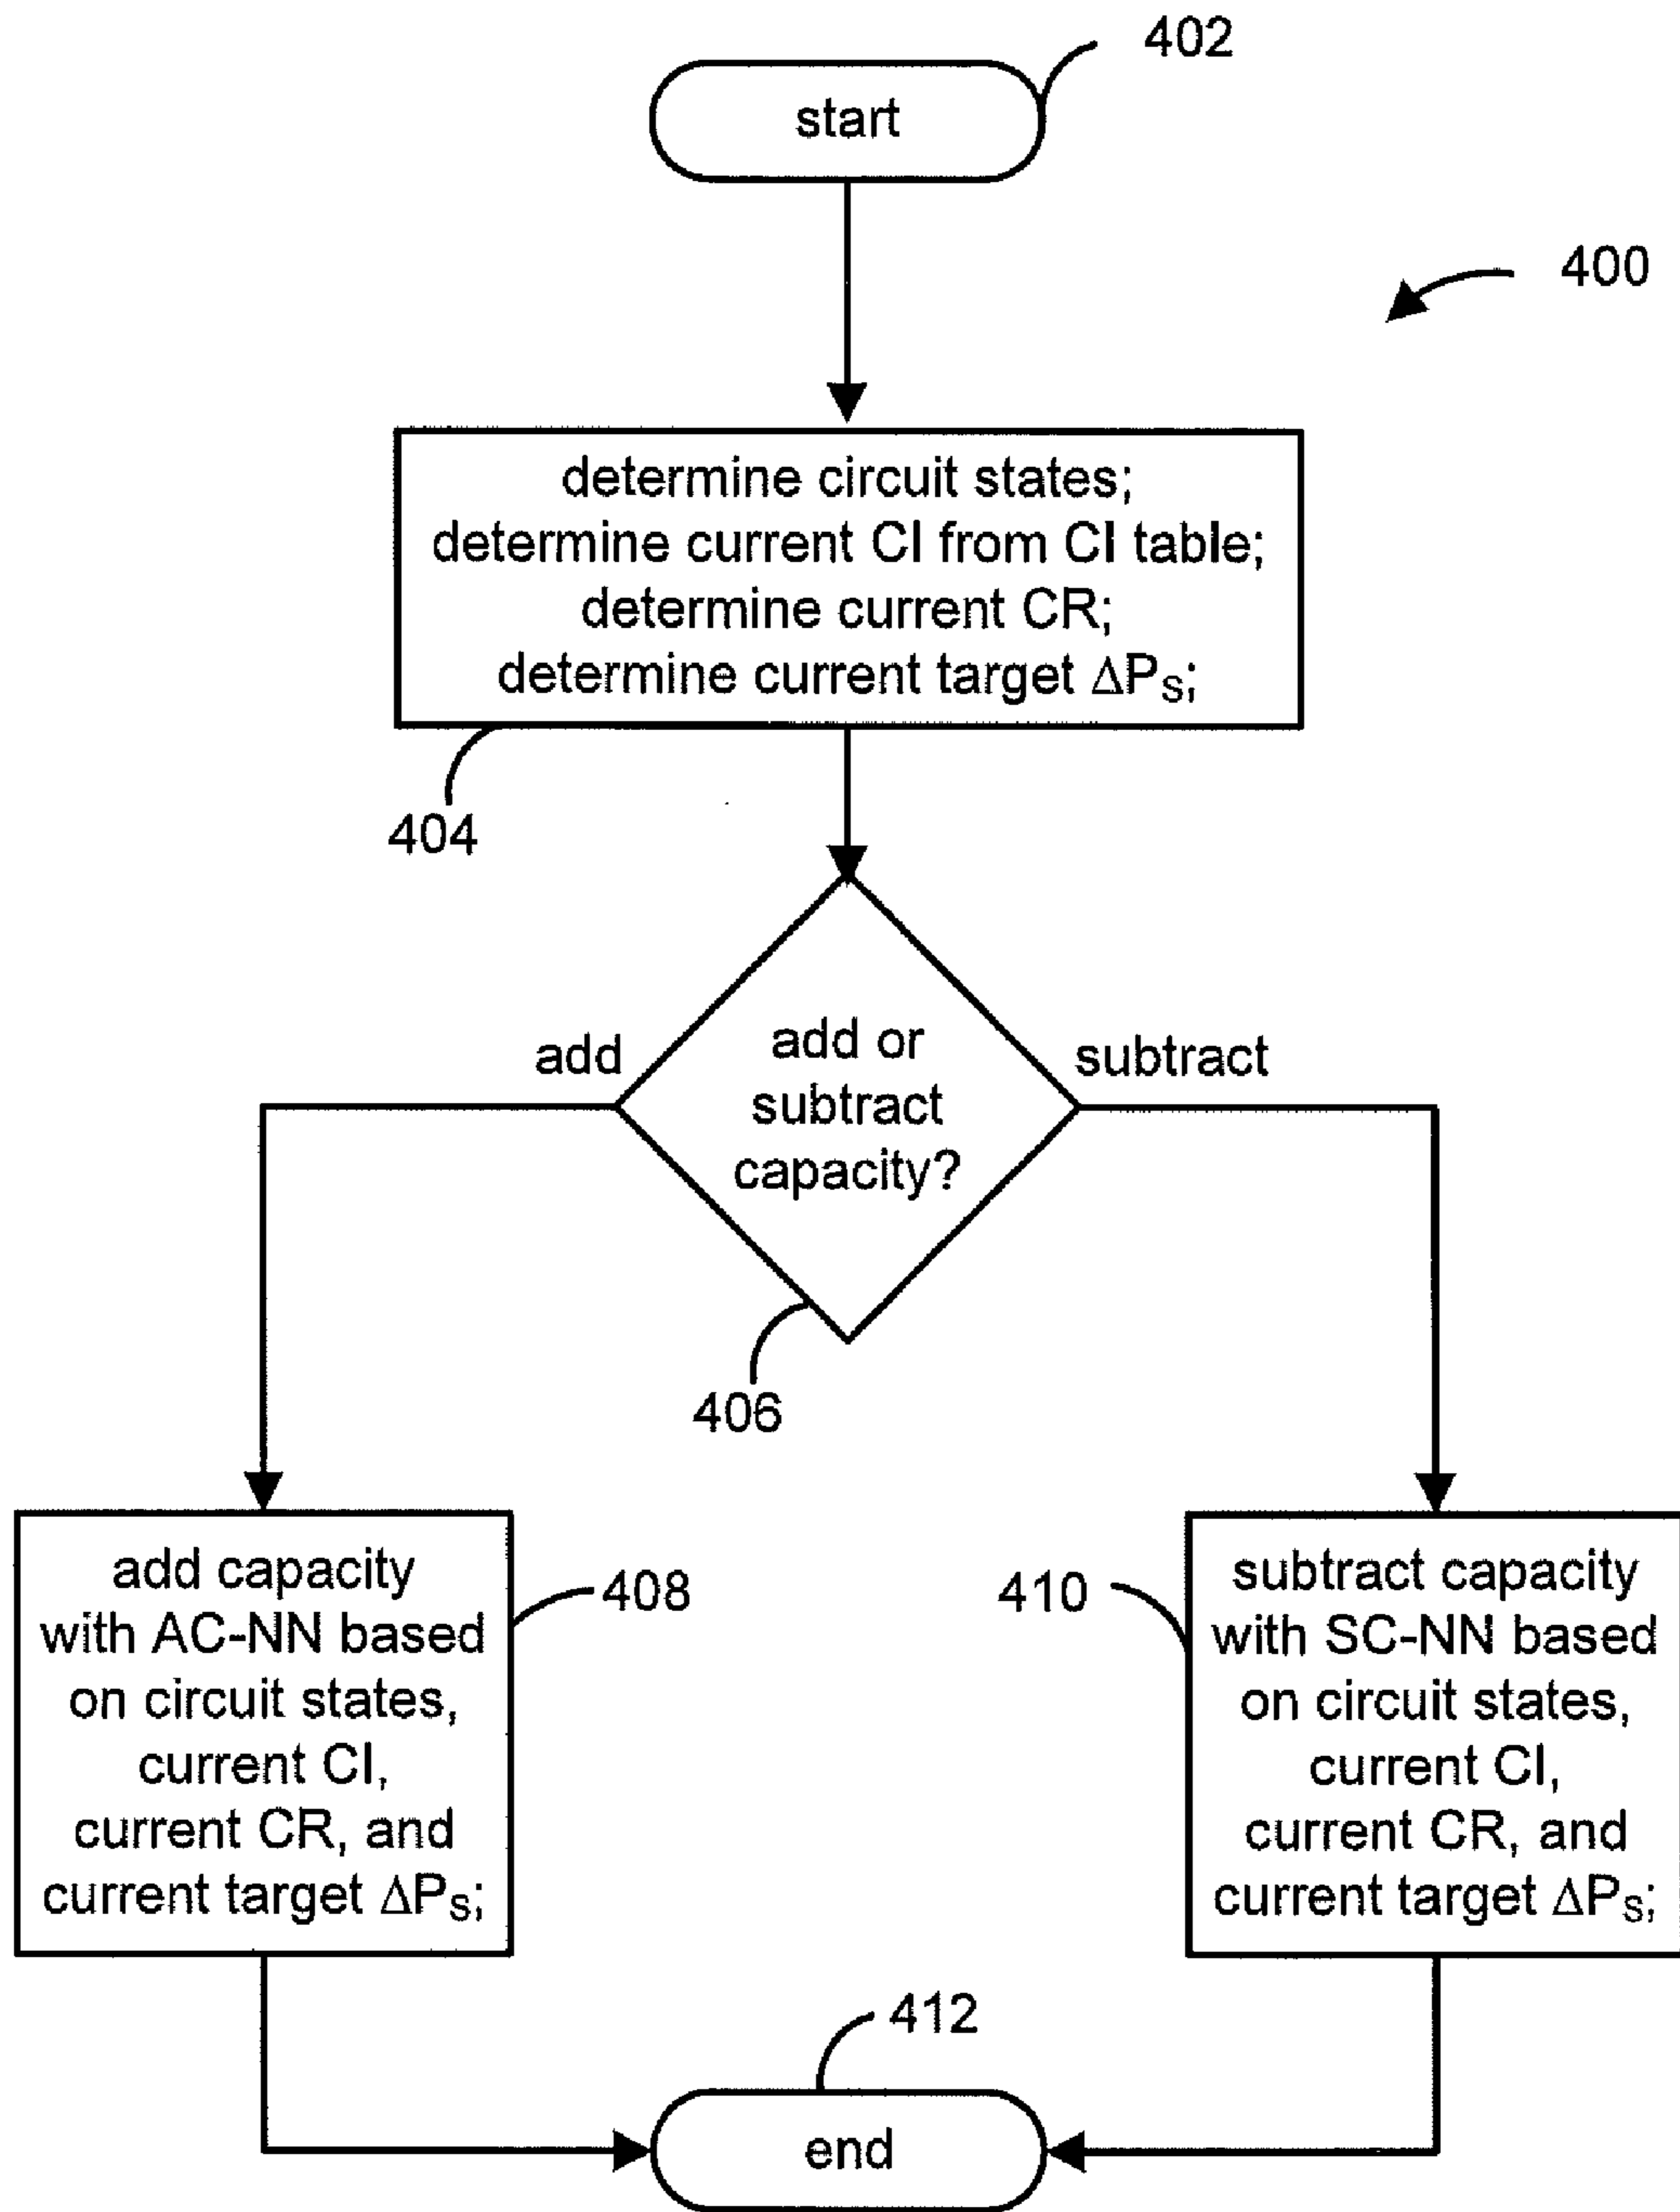 402
start
400
determine circuit states;
determine current CI from CI table;
determine current CR;
determine current target ΔPS;
404
add
add or
subtract
capacity?
subtract
406
add capacity
with AC-NN based
on circuit states,
current CI,
current CR, and
current target ΔPS;
408
410
subtract capacity
with SC-NN based
on circuit states,
current CI,
current CR, and
current target ΔPS;
412
end